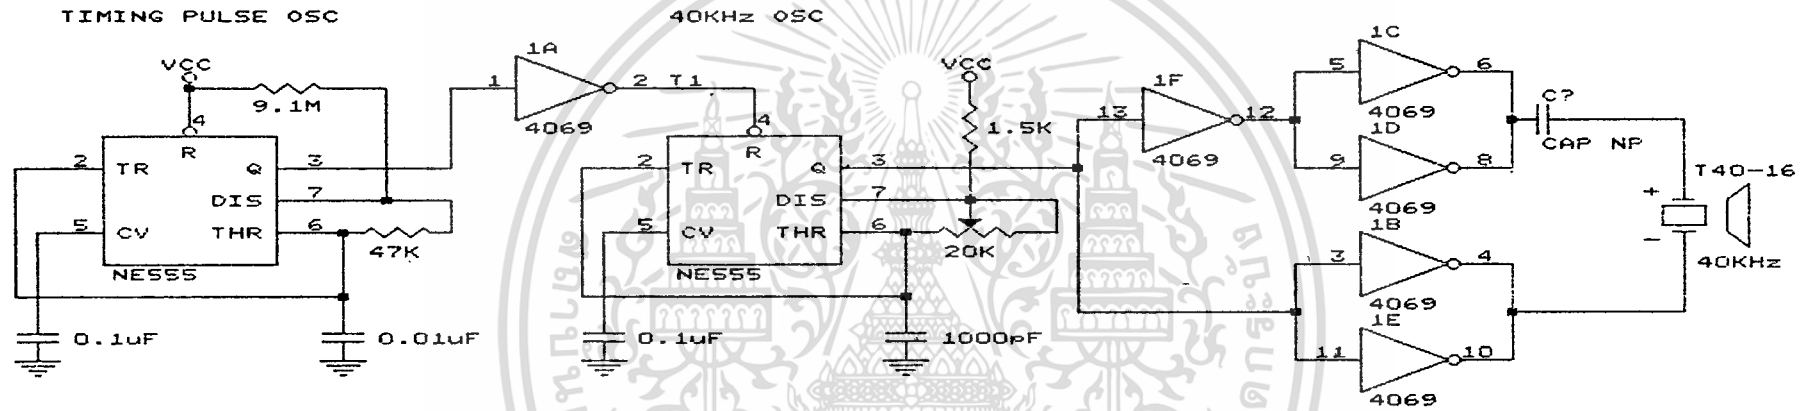 TIMING PULSE OSC
40KHz OSC
VCC
9.1M
4
R
2
TR
Q
3
DIS
7
5
CV
THR
6
47K
NE555
0.1uF
0.01uF
1A
1
2
T1
4069
4
R
2
TR
Q
3
DIS
7
5
CV
THR
6
NE555
VCC
1.5K
20K
0.1uF
1000pF
1F
13
12
4069
1C
5
6
4069
1D
9
8
4069
1B
3
4
4069
1E
11
10
4069
C?
CAP NP
T40-16
+
-
40KHz